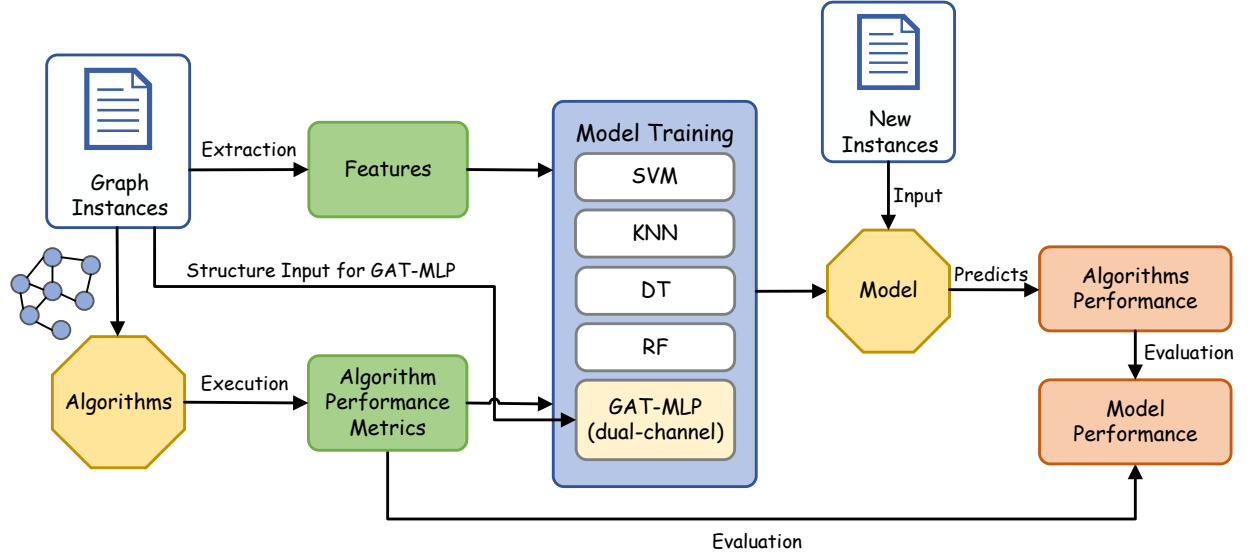 Graph
Instances
Extraction
Features
Structure Input for GAT-MLP
Algorithms
Execution
Algorithm
Performance
Metrics
Model Training
SVM
KNN
DT
RF
GAT-MLP
(dual-channel)
New
Instances
Input
Model
Predicts
Algorithms
Performance
Evaluation
Model
Performance
Evaluation